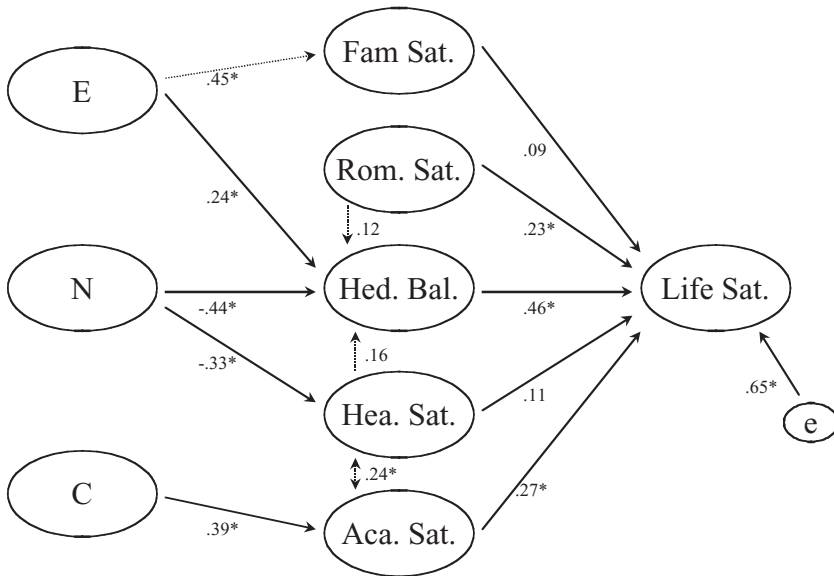 Fam Sat.
E
.45*
.09
Rom. Sat.
.24*
.12
.23*
N
Hed. Bal.
Life Sat.
-.44*
.46*
.16
-.33*
.11
.65*
Hea. Sat.
e
.24*
C
.27*
.39*
Aca. Sat.